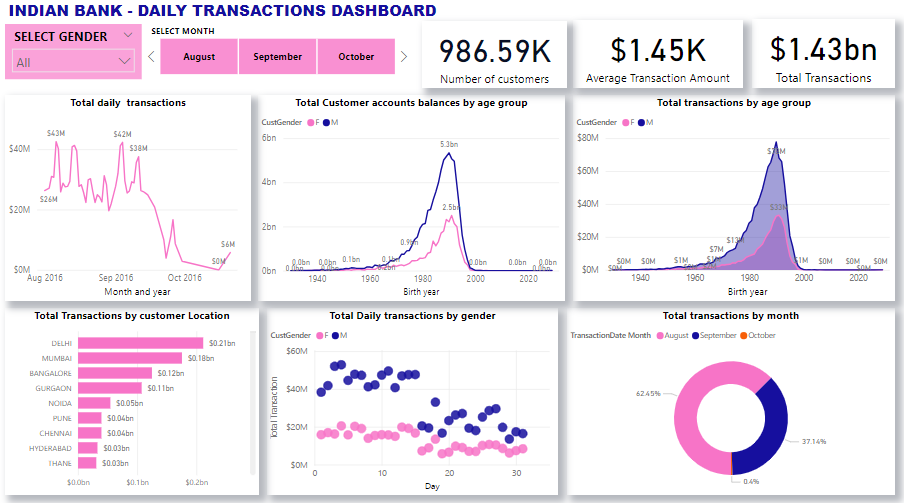 INDIAN BANK - DAILY TRANSACTIONS DASHBOARD
SELECT GENDER
All
SELECT MONTH
August
September
October
986.59K
Number of customers
$1.45K
Average Transaction Amount
$1.43bn
Total Transactions
Total daily transactions
$40M
$20M
$0M
$43M
$42M
$38M
$26M
$6M
$0M
Aug 2016
Sep 2016
Oct 2016
Month and year
Total Customer accounts balances by age group
CustGender
F
M
6bn
4bn
2bn
0bn
5.3bn
2.5bn
0.9bn
0.0bn
0.0bn
0.1bn
0.1bn
0.0bn
0.0bn
0.0bn
1940
1960
1980
2000
2020
Birth year
Total transactions by age group
CustGender
F
M
$80M
$60M
$40M
$20M
$0M
$33M
$7M
$0M
$0M
$1M
$1M
$0M
$0M
$0M
1940
1960
1980
2000
2020
Birth year
Total Transactions by customer Location
DELHI $0.21bn
MUMBAI $0.18bn
BANGALORE $0.12bn
GURGAON $0.11bn
NOIDA $0.05bn
PUNE $0.04bn
CHENNAI $0.04bn
HYDERABAD $0.03bn
THANE $0.03bn
$0.0bn
$0.1bn
$0.2bn
Total Daily transactions by gender
CustGender
F
M
Total Transaction
$60M
$40M
$20M
$0M
0
10
20
30
Day
Total transactions by month
TransactionDate Month
August
September
October
62.45%
37.14%
0.4%